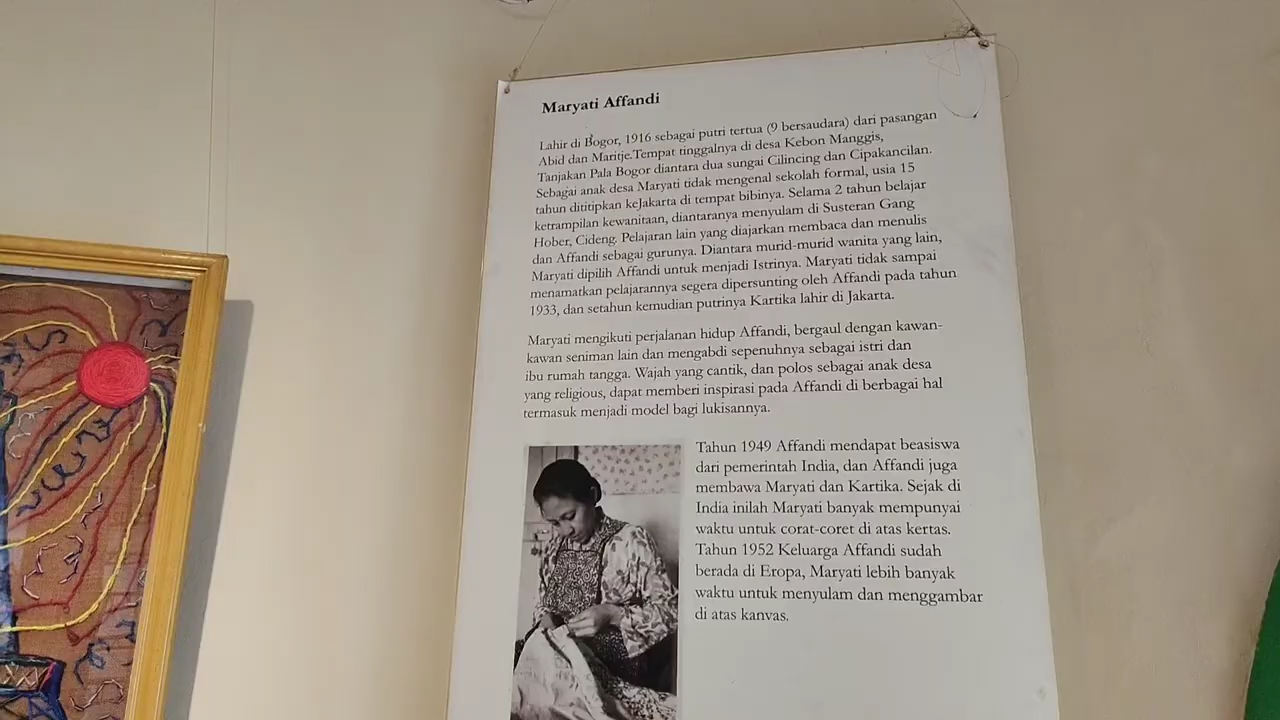 Maryati Affandi
Lahir di Bogor, 1916 sebagai putri tertua (9 bersaudara) dari pasangan
Abid dan Maritje.Tempat tinggalnya di desa Kebon Manggis,
Tanjakan Pala Bogor diantara dua sungai Cilincing dan Cipakancilan.
Sebagai anak desa Maryati tidak mengenal sekolah formal, usia 15
tahun dititipkan keJakarta di tempat bibinya. Selama 2 tahun belajar
ketrampilan kewanitaan, diantaranya menyulam di Susteran Gang
Hober, Cideng. Pelajaran lain yang diajarkan membaca dan menulis
dan Affandi sebagai gurunya. Diantara murid-murid wanita yang lain,
Maryati dipilih Affandi untuk menjadi Istrinya. Maryati tidak sampai
menamatkan pelajarannya segera dipersunting oleh Affandi pada tahun
1933, dan setahun kemudian putrinya Kartika lahir di Jakarta.
Maryati mengikuti perjalanan hidup Affandi, bergaul dengan kawan-
kawan seniman lain dan mengabdi sepenuhnya sebagai istri dan
ibu rumah tangga. Wajah yang cantik, dan polos sebagai anak desa
yang religious, dapat memberi inspirasi pada Affandi di berbagai hal
termasuk menjadi model bagi lukisannya.
Tahun 1949 Affandi mendapat beasiswa
dari pemerintah India, dan Affandi juga
membawa Maryati dan Kartika. Sejak di
India inilah Maryati banyak mempunyai
waktu untuk corat-coret di atas kertas.
Tahun 1952 Keluarga Affandi sudah
berada di Eropa, Maryati lebih banyak
waktu untuk menyulam dan menggambar
di atas kanvas.